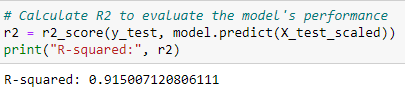 # Calculate R2 to evaluate the model's performance
r2 = r2_score(y_test, model.predict(X_test_scaled))
print("R-squared:", r2)
R-squared: 0.915007120806111